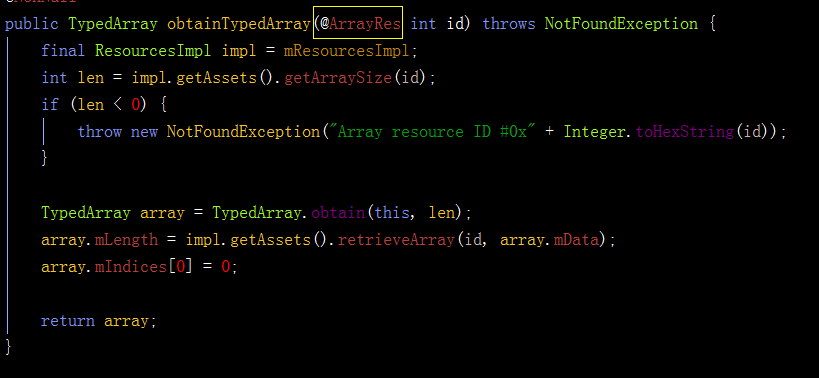 public TypedArray obtainTypedArray(@ArrayRes int id) throws NotFoundException {
    final ResourcesImpl impl = mResourcesImpl;
    int len = impl.getAssets().getArraySize(id);
    if (len < 0) {
        throw new NotFoundException("Array resource ID #0x" + Integer.toHexString(id));
    }

    TypedArray array = TypedArray.obtain(this, len);
    array.mLength = impl.getAssets().retrieveArray(id, array.mData);
    array.mIndices[0] = 0;

    return array;
}